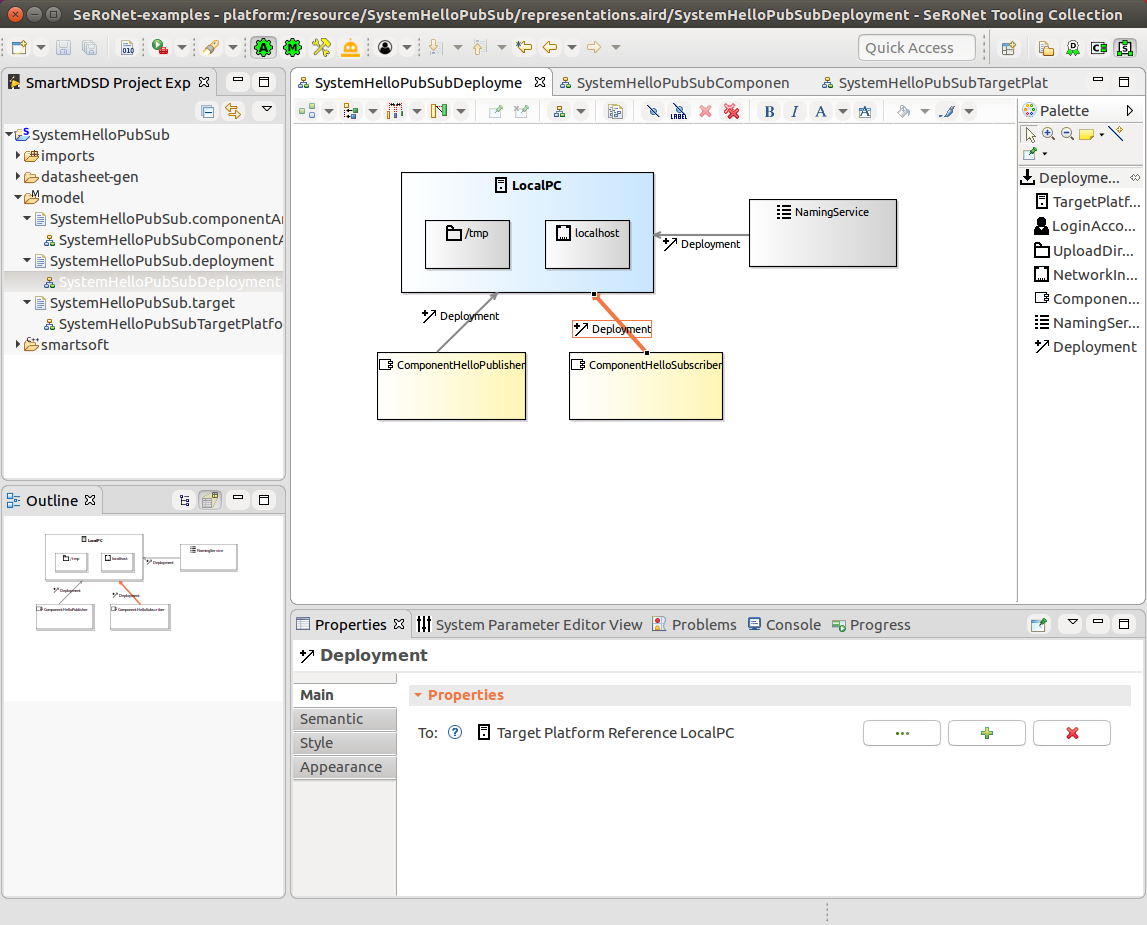 SeRoNet-examples - platform:/resource/SystemHelloPubSub/representations.aird/SystemHelloPubSubDeployment - SeRoNet Tooling Collection
010
A
M
Quick Access
D
C
S
SmartMDSD Project Exp
SystemHelloPubSub
imports
datasheet-gen
model
SystemHelloPubSub.componentAr
SystemHelloPubSubComponentA
SystemHelloPubSub.deployment
SystemHelloPubSubDeployment
SystemHelloPubSub.target
SystemHelloPubSubTargetPlatfo
smartsoft
SystemHelloPubSubDeployme
SystemHelloPubSubComponen
SystemHelloPubSubTargetPlat
LABEL
B
I
A
LocalPC
/tmp
localhost
NamingService
Deployment
Deployment
Deployment
ComponentHelloPublisher
ComponentHelloSubscriber
Palette
Deployme...
TargetPlatf...
LoginAcco...
UploadDir...
NetworkIn...
Componen...
NamingSer...
Deployment
Outline
LocalPC
/tmp
localhost
NamingService
Deployment
Deployment
Deployment
ComponentHelloPublisher
ComponentHelloSubscriber
Properties
System Parameter Editor View
Problems
Console
Progress
Deployment
Main
Semantic
Style
Appearance
Properties
To:
?
Target Platform Reference LocalPC
...